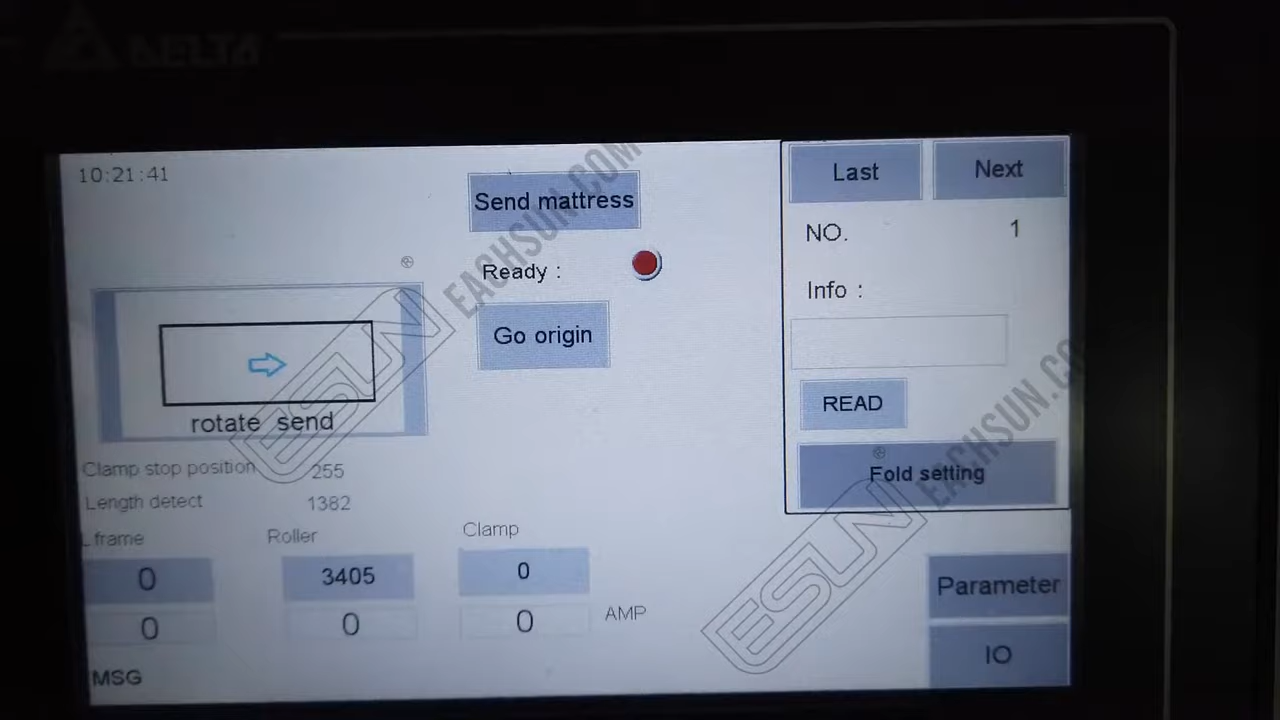 DELTA
10:21:41
Send mattress
Ready :
Go origin
rotate send
Clamp stop position 255
Length detect 1382
L frame Roller Clamp
0 3405 0
0 0 0 AMP
MSG
Last Next
NO. 1
Info :
READ
Fold setting
Parameter
IO
ESUN EACHSUN.COM
ESUN EACHSUN.CO